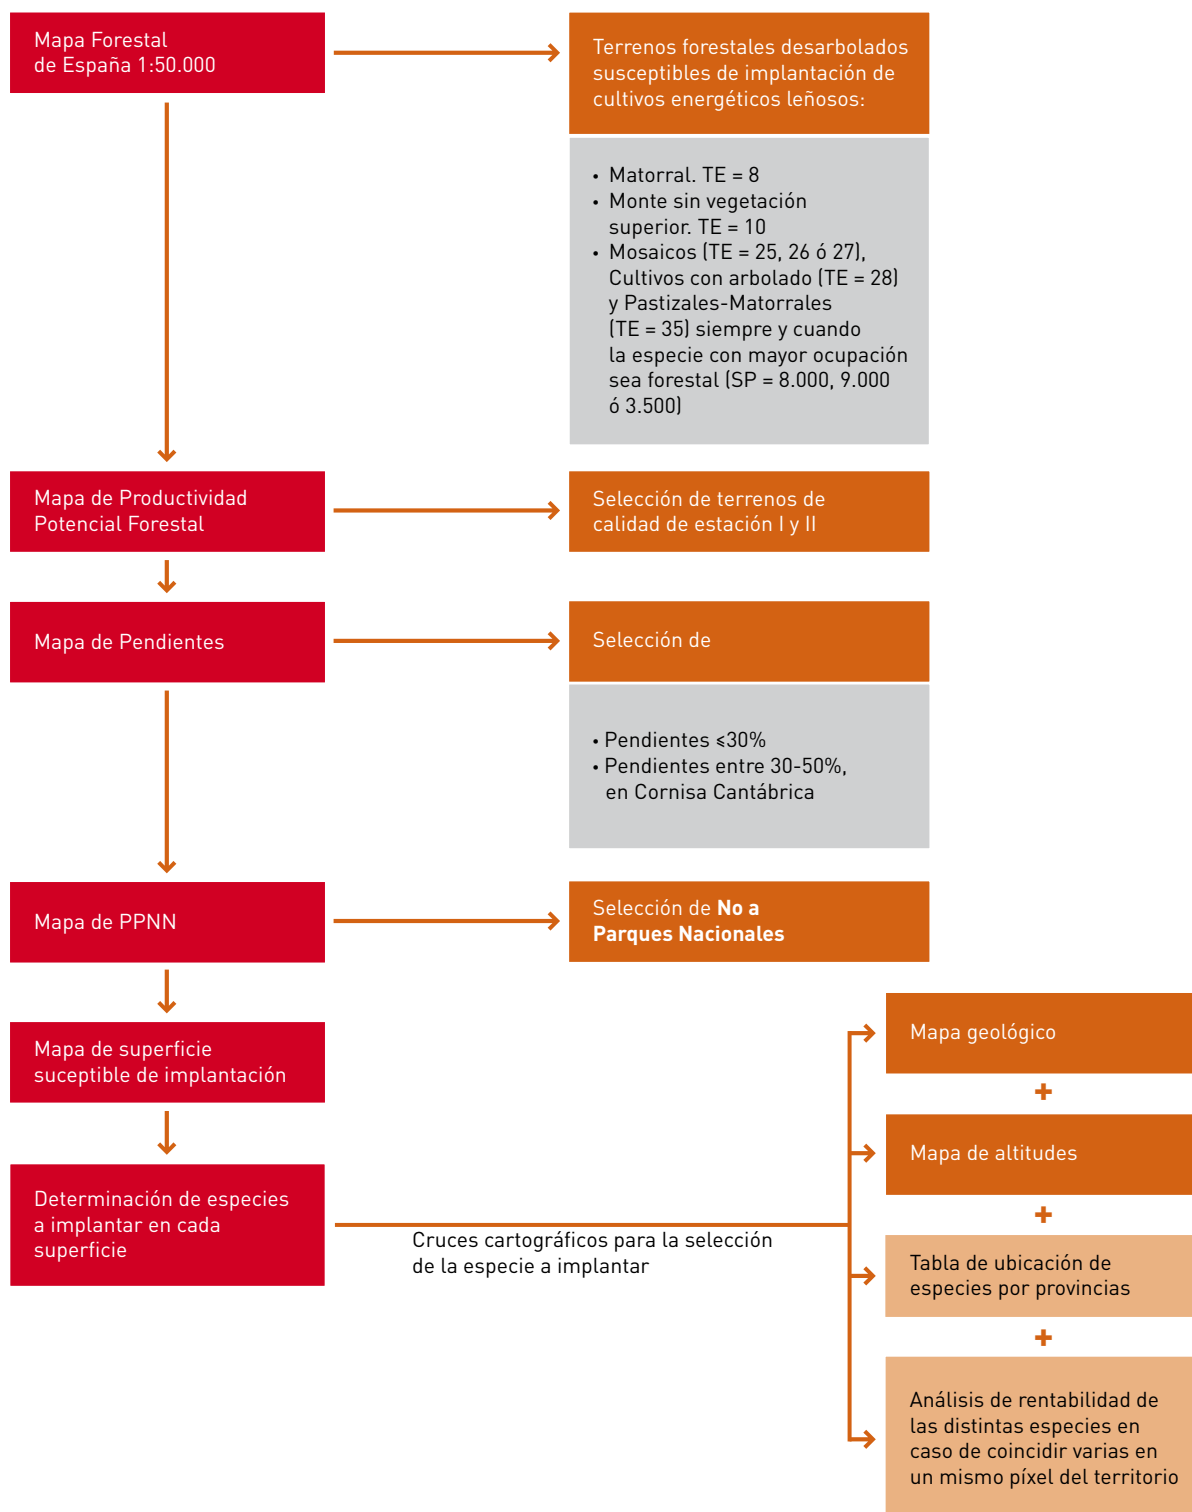 Mapa Forestal
de España 1:50.000
Terrenos forestales desarbolados
susceptibles de implantación de
cultivos energéticos leñosos:
• Matorral. TE = 8
• Monte sin vegetación
superior. TE = 10
• Mosaicos (TE = 25, 26 ó 27),
Cultivos con arbolado (TE = 28)
y Pastizales-Matorrales
(TE = 35) siempre y cuando
la especie con mayor ocupación
sea forestal (SP = 8.000, 9.000
ó 3.500)
Mapa de Productividad
Potencial Forestal
Selección de terrenos de
calidad de estación I y II
Mapa de Pendientes
Selección de
• Pendientes ≤30%
• Pendientes entre 30-50%,
en Cornisa Cantábrica
Mapa de PPNN
Selección de No a
Parques Nacionales
Mapa de superficie
suceptible de implantación
Determinación de especies
a implantar en cada
superficie
Cruces cartográficos para la selección
de la especie a implantar
Mapa geológico
+
Mapa de altitudes
+
Tabla de ubicación de
especies por provincias
+
Análisis de rentabilidad de
las distintas especies en
caso de coincidir varias en
un mismo píxel del territorio